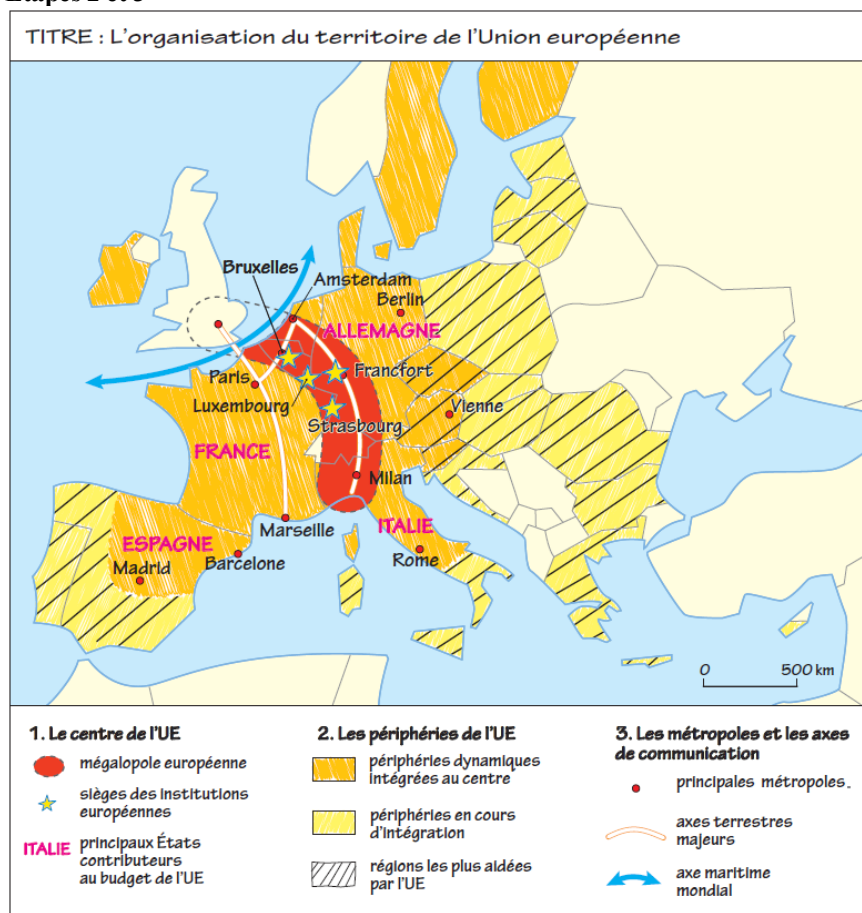 Étapes 2 et 3
TITRE : L'organisation du territoire de l'Union européenne
Bruxelles
Amsterdam
Berlin
ALLEMAGNE
Paris
Francfort
Luxembourg
Vienne
Strasbourg
FRANCE
Milan
Marseille
ITALIE
ESPAGNE
Barcelone
Rome
Madrid
0 500 km
1. Le centre de l'UE
mégalopole européenne
sièges des institutions
européennes
ITALIE principaux États
contributeurs
au budget de l'UE
2. Les périphéries de l'UE
périphéries dynamiques
intégrées au centre
périphéries en cours
d'intégration
régions les plus aidées
par l'UE
3. Les métropoles et les axes
de communication
principales métropoles.
axes terrestres
majeurs
axe maritime
mondial